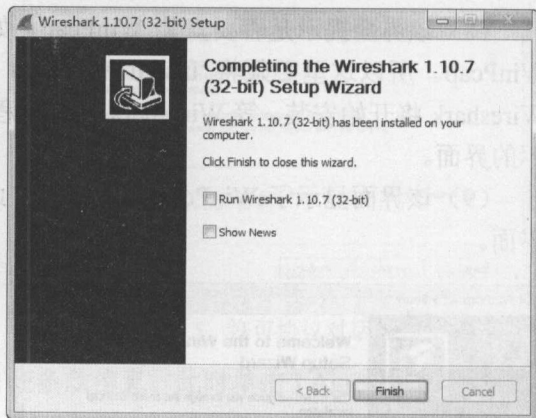 Wireshark 1.10.7 (32-bit) Setup
Completing the Wireshark 1.10.7
(32-bit) Setup Wizard
Wireshark 1.10.7 (32-bit) has been installed on your
computer.
Click Finish to close this wizard.
Run Wireshark 1.10.7 (32-bit)
Show News
< Back
Finish
Cancel